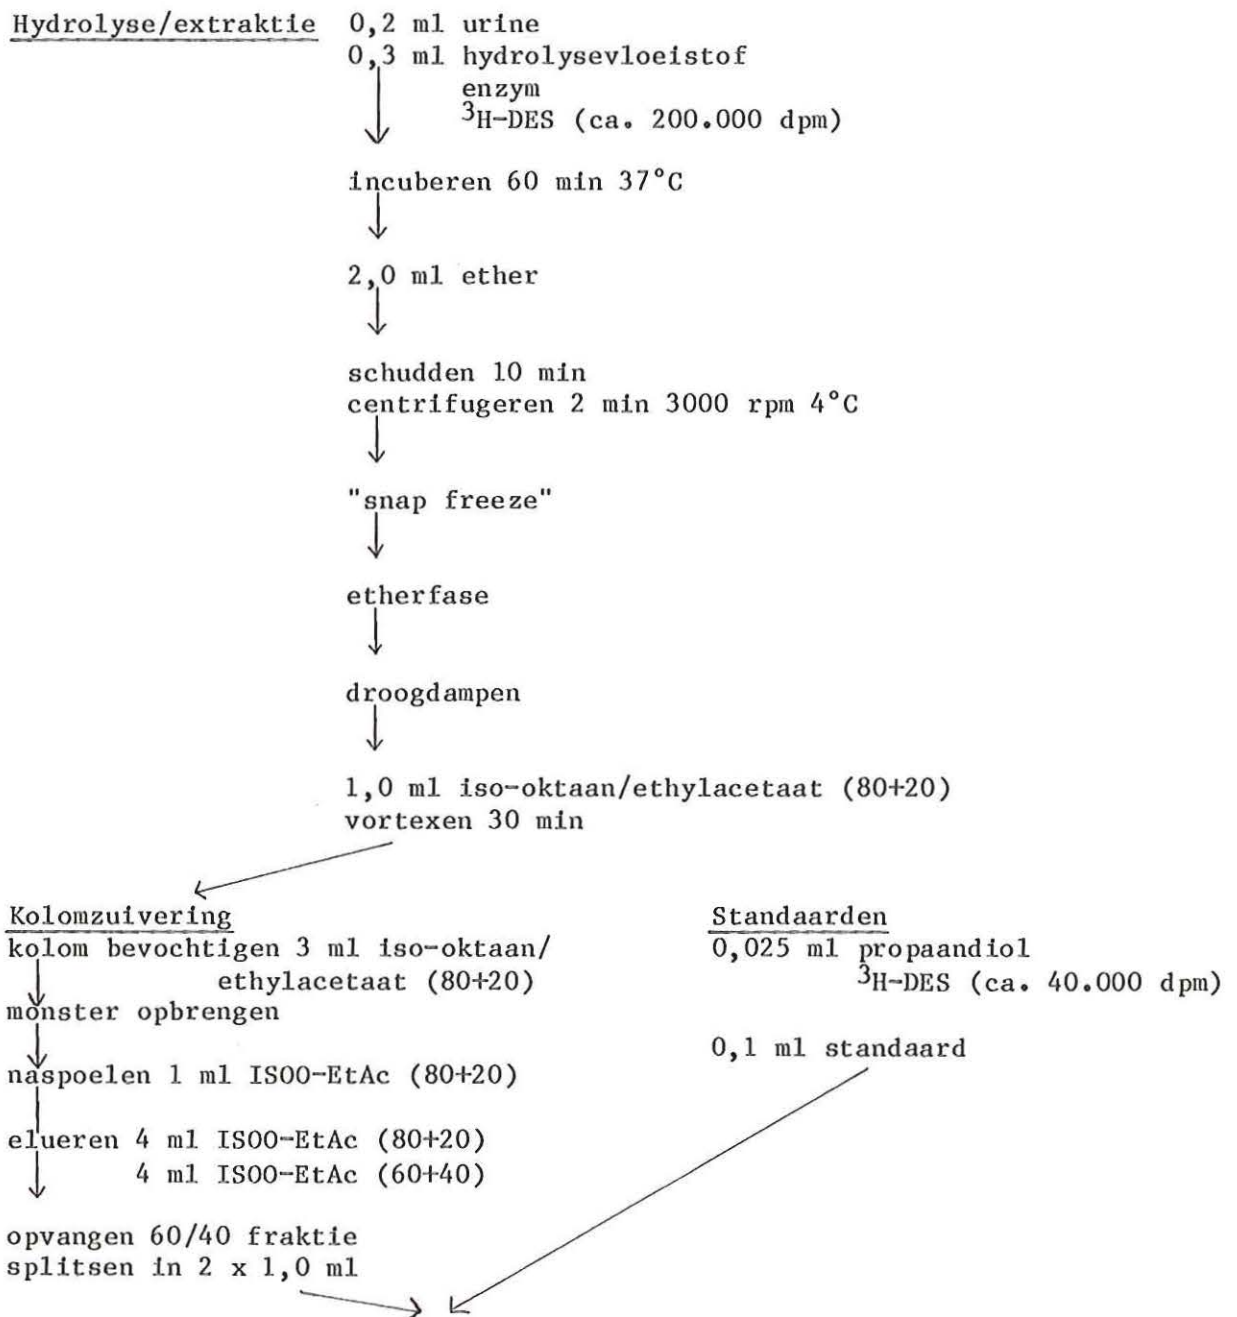 Hydrolyse/extraktie 0,2 ml urine
0,3 ml hydrolysevloeistof
enzym
³H-DES (ca. 200.000 dpm)
incuberen 60 min 37°C
2,0 ml ether
schudden 10 min
centrifugeren 2 min 3000 rpm 4°C
"snap freeze"
etherfase
droogdampen
1,0 ml iso-oktaan/ethylacetaat (80+20)
vortexen 30 min
Kolomzuivering
kolom bevochtigen 3 ml iso-oktaan/
ethylacetaat (80+20)
monster opbrengen
naspoelen 1 ml ISOO-EtAc (80+20)
elueren 4 ml ISOO-EtAc (80+20)
4 ml ISOO-EtAc (60+40)
opvangen 60/40 fraktie
splitsen in 2 x 1,0 ml
Standaarden
0,025 ml propaandiol
³H-DES (ca. 40.000 dpm)
0,1 ml standaard